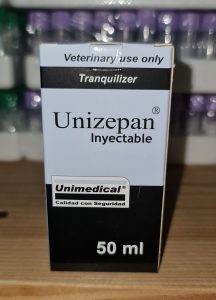 Veterinary use only
Tranquilizer
Unizepan®
Inyectable
Unimedical®
Calidad con Seguridad
50 ml